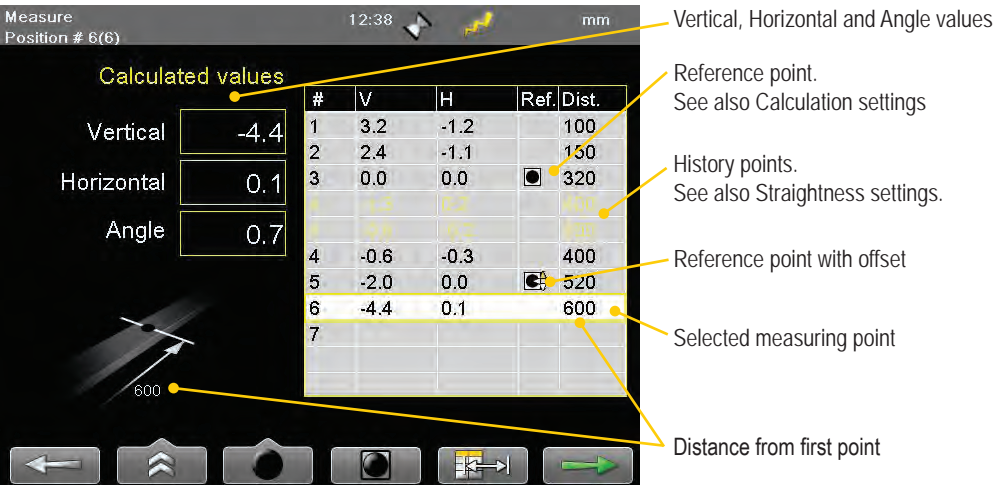 Measure
Position # 6(6)
12:38
mm
Calculated values
Vertical -4.4
Horizontal 0.1
Angle 0.7
# V H Ref. Dist.
1 3.2 -1.2 100
2 2.4 -1.1 150
3 0.0 0.0 320
4 -0.6 -0.3 400
5 -2.0 0.0 520
6 -4.4 0.1 600
7
600
Vertical, Horizontal and Angle values
Reference point.
See also Calculation settings
History points.
See also Straightness settings.
Reference point with offset
Selected measuring point
Distance from first point